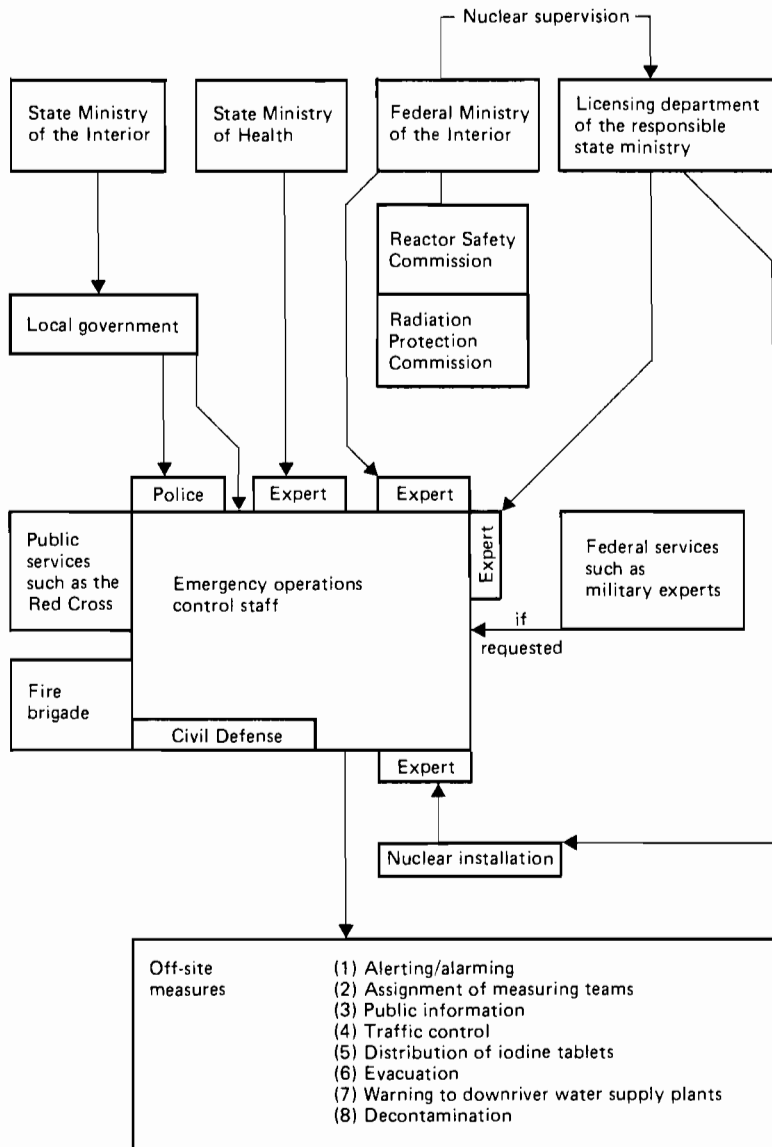 Nuclear supervision
State Ministry
of the Interior
State Ministry
of Health
Federal Ministry
of the Interior
Licensing department
of the responsible
state ministry
Reactor Safety
Commission
Radiation
Protection
Commission
Local government
Police
Expert
Expert
Expert
Public
services
such as the
Red Cross
Emergency operations
control staff
Federal services
such as
military experts
if
requested
Fire
brigade
Civil Defense
Expert
Nuclear installation
Off-site
measures
(1) Alerting/alarming
(2) Assignment of measuring teams
(3) Public information
(4) Traffic control
(5) Distribution of iodine tablets
(6) Evacuation
(7) Warning to downriver water supply plants
(8) Decontamination